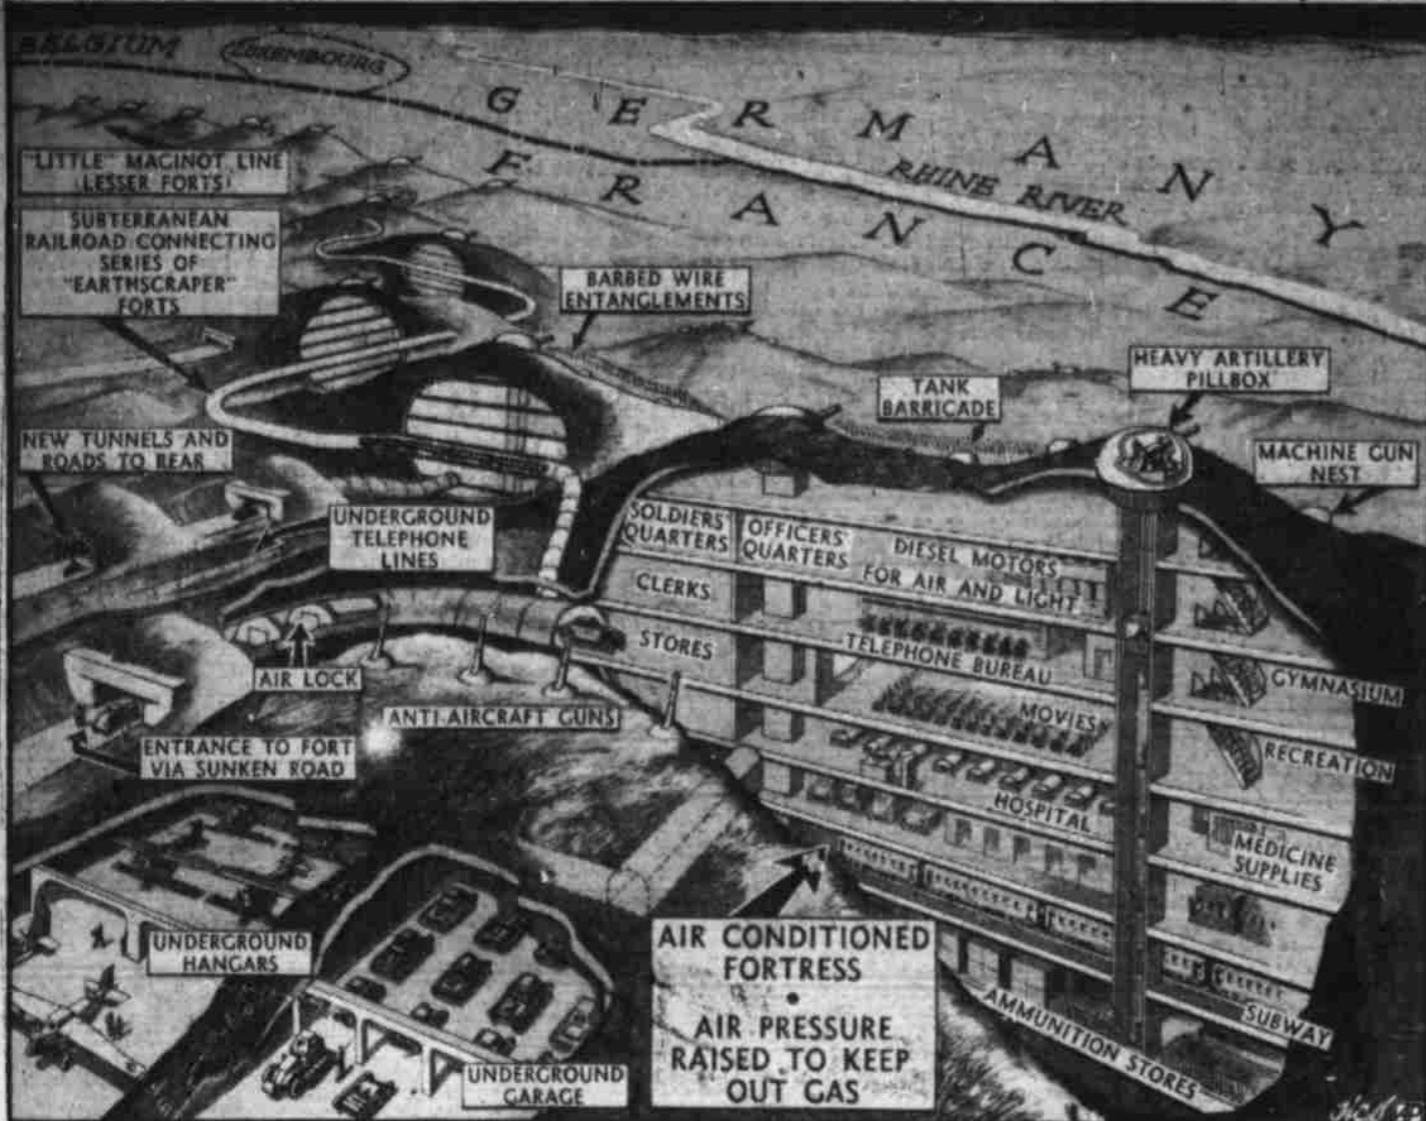 BELGIUM
LUXEMBOURG
GERMANY
FRANCE
RHINE RIVER
"LITTLE" MAGINOT LINE
(LESSER FORTS)
SUBTERRANEAN
RAILROAD CONNECTING
SERIES OF
"EARTHSCRAPER"
FORTS
BARBED WIRE
ENTANGLEMENTS
HEAVY ARTILLERY
PILLBOX
TANK
BARRICADE
NEW TUNNELS AND
ROADS TO REAR
MACHINE GUN
NEST
UNDERGROUND
TELEPHONE
LINES
SOLDIERS'
QUARTERS
OFFICERS'
QUARTERS
DIESEL MOTORS
FOR AIR AND LIGHT
CLERKS
STORES
TELEPHONE BUREAU
AIR LOCK
GYMNASIUM
ANTI-AIRCRAFT GUNS
MOVIES
ENTRANCE TO FORT
VIA SUNKEN ROAD
RECREATION
HOSPITAL
MEDICINE
SUPPLIES
UNDERGROUND
HANGARS
AIR CONDITIONED
FORTRESS
•
AIR PRESSURE
RAISED TO KEEP
OUT GAS
AMMUNITION STORES
SUBWAY
UNDERGROUND
GARAGE